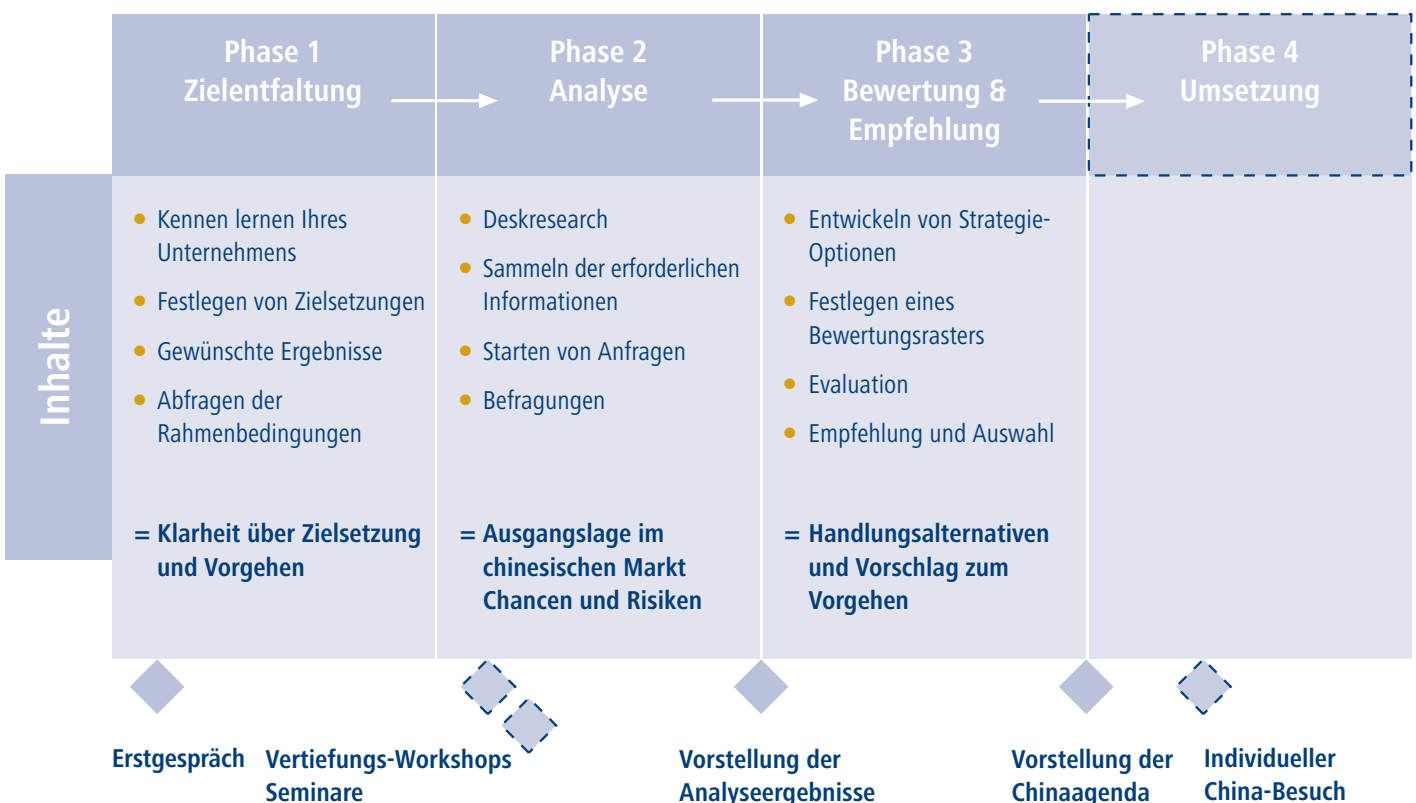 Phase 1
Zielentfaltung
Phase 2
Analyse
Phase 3
Bewertung &
Empfehlung
Phase 4
Umsetzung
Inhalte
• Kennen lernen Ihres
Unternehmens
• Festlegen von Zielsetzungen
• Gewünschte Ergebnisse
• Abfragen der
Rahmenbedingungen
= Klarheit über Zielsetzung
und Vorgehen
• Deskresearch
• Sammeln der erforderlichen
Informationen
• Starten von Anfragen
• Befragungen
= Ausgangslage im
chinesischen Markt
Chancen und Risiken
• Entwickeln von Strategie-
Optionen
• Festlegen eines
Bewertungsrasters
• Evaluation
• Empfehlung und Auswahl
= Handlungsalternativen
und Vorschlag zum
Vorgehen
Erstgespräch
Vertiefungs-Workshops
Seminare
Vorstellung der
Analyseergebnisse
Vorstellung der
Chinaagenda
Individueller
China-Besuch